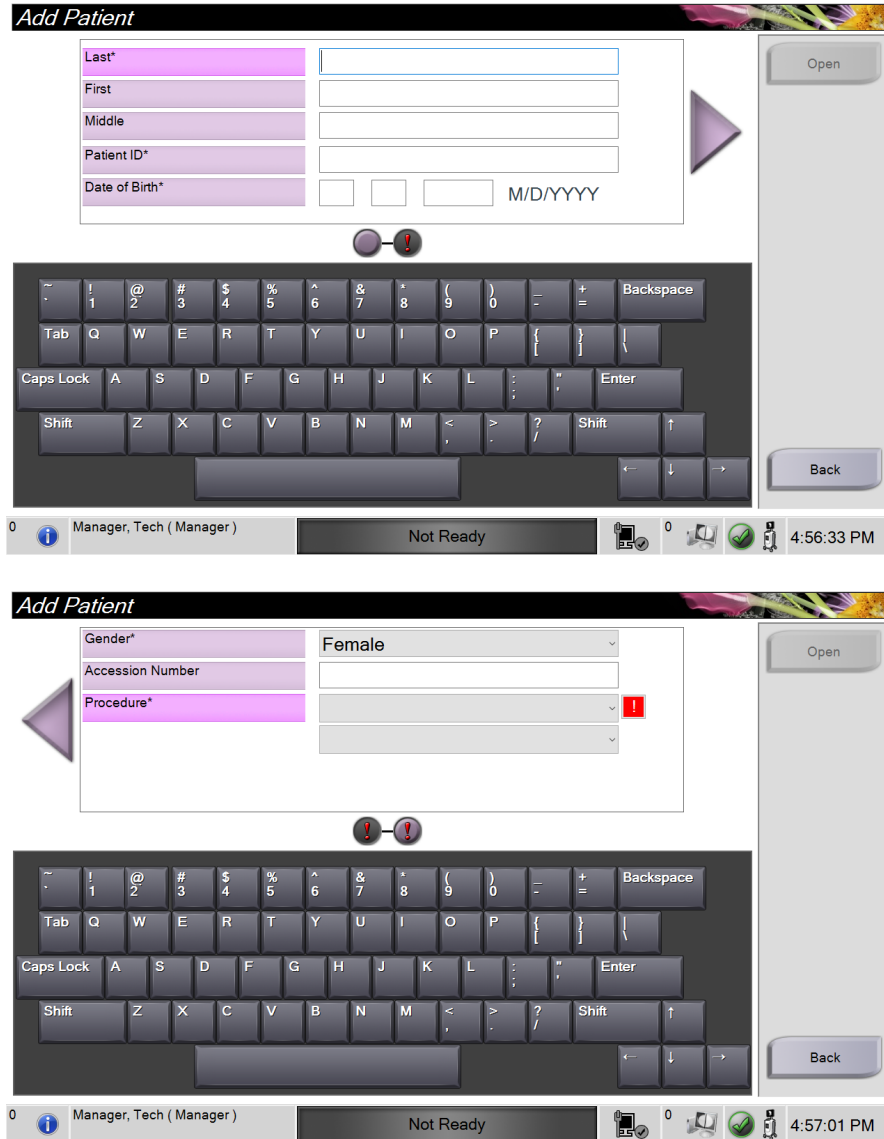 Add Patient
Last*
Open
First
Middle
Patient ID*
Date of Birth* M/D/YYYY
~ ! @ # $ % ^ & * ( ) _ + Backspace
` 1 2 3 4 5 6 7 8 9 0 - =
Tab Q W E R T Y U I O P { } |
[ ] \
Caps Lock A S D F G H J K L : " Enter
; '
Shift Z X C V B N M < > ? Shift ↑
, . /
← ↓ →
Back
0 Manager, Tech ( Manager ) Not Ready 0 4:56:33 PM
Add Patient
Gender* Female
Open
Accession Number
Procedure* !
~ ! @ # $ % ^ & * ( ) _ + Backspace
` 1 2 3 4 5 6 7 8 9 0 - =
Tab Q W E R T Y U I O P { } |
[ ] \
Caps Lock A S D F G H J K L : " Enter
; '
Shift Z X C V B N M < > ? Shift ↑
, . /
← ↓ →
Back
0 Manager, Tech ( Manager ) Not Ready 0 4:57:01 PM